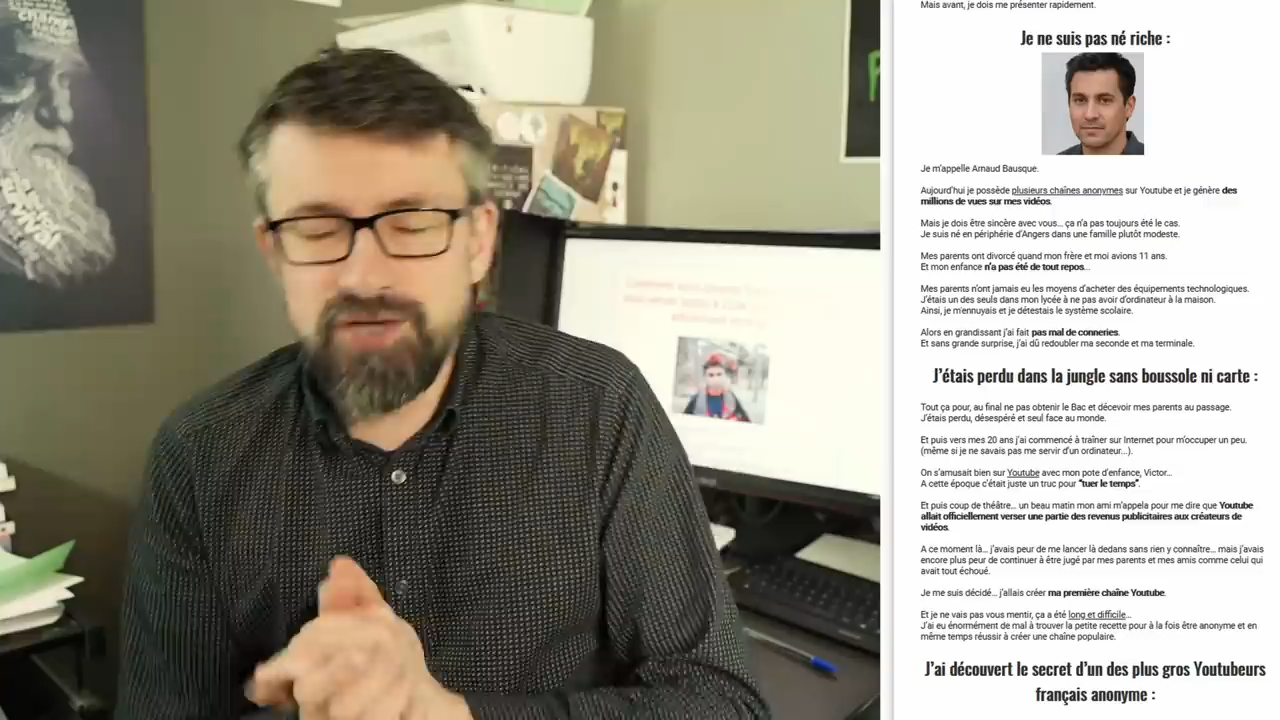 Mais avant, je dois me présenter rapidement.
Je ne suis pas né riche :
Je m'appelle Arnaud Bausque.
Aujourd'hui je possède plusieurs chaînes anonymes sur Youtube et je génère des
millions de vues sur mes vidéos.
Mais je dois être sincère avec vous... ça n'a pas toujours été le cas.
Je suis né en périphérie d'Angers dans une famille plutôt modeste.
Mes parents ont divorcé quand mon frère et moi avions 11 ans.
Et mon enfance n'a pas été de tout repos...
Mes parents n'ont jamais eu les moyens d'acheter des équipements technologiques.
J'étais un des seuls dans mon lycée à ne pas avoir d'ordinateur à la maison.
Ainsi, je m'ennuyais et je détestais le système scolaire.
Alors en grandissant j'ai fait pas mal de conneries.
Et sans grande surprise, j'ai dû redoubler ma seconde et ma terminale.
J'étais perdu dans la jungle sans boussole ni carte :
Tout ça pour, au final ne pas obtenir le Bac et décevoir mes parents au passage.
J'étais perdu, désespéré et seul face au monde.
Et puis vers mes 20 ans j'ai commencé à traîner sur Internet pour m'occuper un peu.
(même si je ne savais pas me servir d'un ordinateur...).
On s'amusait bien sur Youtube avec mon pote d'enfance, Victor...
A cette époque c'était juste un truc pour "tuer le temps".
Et puis coup de théâtre... un beau matin mon ami m'appela pour me dire que Youtube
allait officiellement verser une partie des revenus publicitaires aux créateurs de
vidéos.
A ce moment là... j'avais peur de me lancer là dedans sans rien y connaître... mais j'avais
encore plus peur de continuer à être jugé par mes parents et mes amis comme celui qui
avait tout échoué.
Je me suis décidé... j'allais créer ma première chaîne Youtube.
Et je ne vais pas vous mentir, ça a été long et difficile...
J'ai eu énormément de mal à trouver la petite recette pour à la fois être anonyme et en
même temps réussir à créer une chaîne populaire.
J'ai découvert le secret d'un des plus gros Youtubeurs
français anonyme :